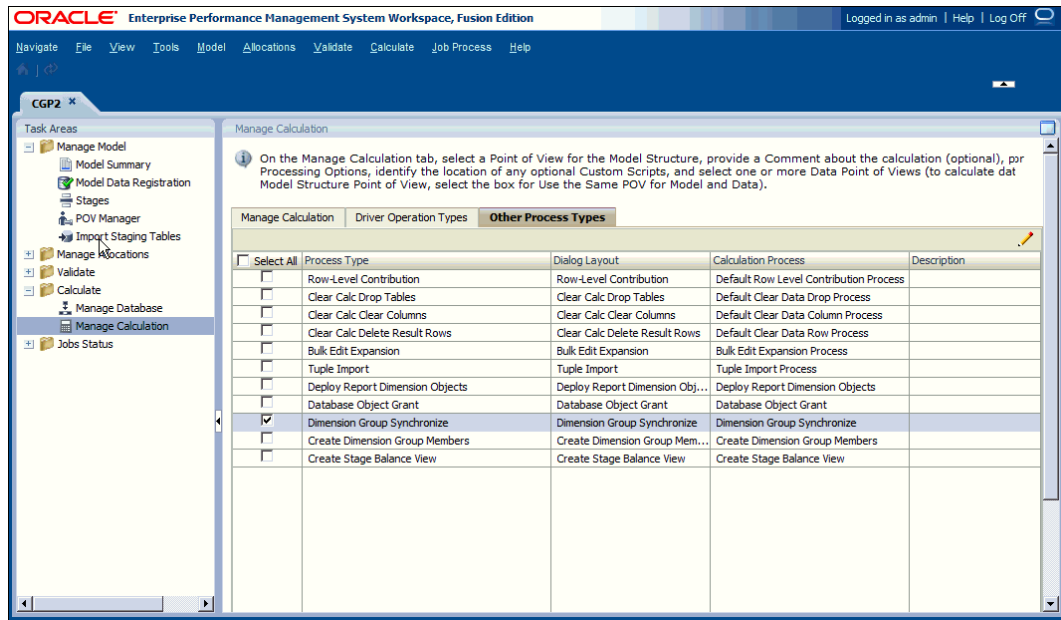 ORACLE® Enterprise Performance Management System Workspace, Fusion Edition
Logged in as admin | Help | Log Off
Navigate File View Tools Model Allocations Validate Calculate Job Process Help
CGP2
Task Areas
Manage Model
Model Summary
Model Data Registration
Stages
POV Manager
Import Staging Tables
Manage Allocations
Validate
Calculate
Manage Database
Manage Calculation
Jobs Status
Manage Calculation
On the Manage Calculation tab, select a Point of View for the Model Structure, provide a Comment about the calculation (optional), pr
Processing Options, identify the location of any optional Custom Scripts, and select one or more Data Points of Views (to calculate dat
Model Structure Point of View, select the box for Use the Same POV for Model and Data).
Manage Calculation Driver Operation Types Other Process Types
Select All Process Type Dialog Layout Calculation Process Description
Row-Level Contribution Row-Level Contribution Default Row Level Contribution Process
Clear Calc Drop Tables Clear Calc Drop Tables Default Clear Data Drop Process
Clear Calc Clear Columns Clear Calc Clear Columns Default Clear Data Column Process
Clear Calc Delete Result Rows Clear Calc Delete Result Rows Default Clear Data Row Process
Bulk Edit Expansion Bulk Edit Expansion Bulk Edit Expansion Process
Tuple Import Tuple Import Tuple Import Process
Deploy Report Dimension Objects Deploy Report Dimension Obj... Deploy Report Dimension Objects
Database Object Grant Database Object Grant Database Object Grant
Dimension Group Synchronize Dimension Group Synchronize Dimension Group Synchronize
Create Dimension Group Members Create Dimension Group Mem... Create Dimension Group Members
Create Stage Balance View Create Stage Balance View Create Stage Balance View